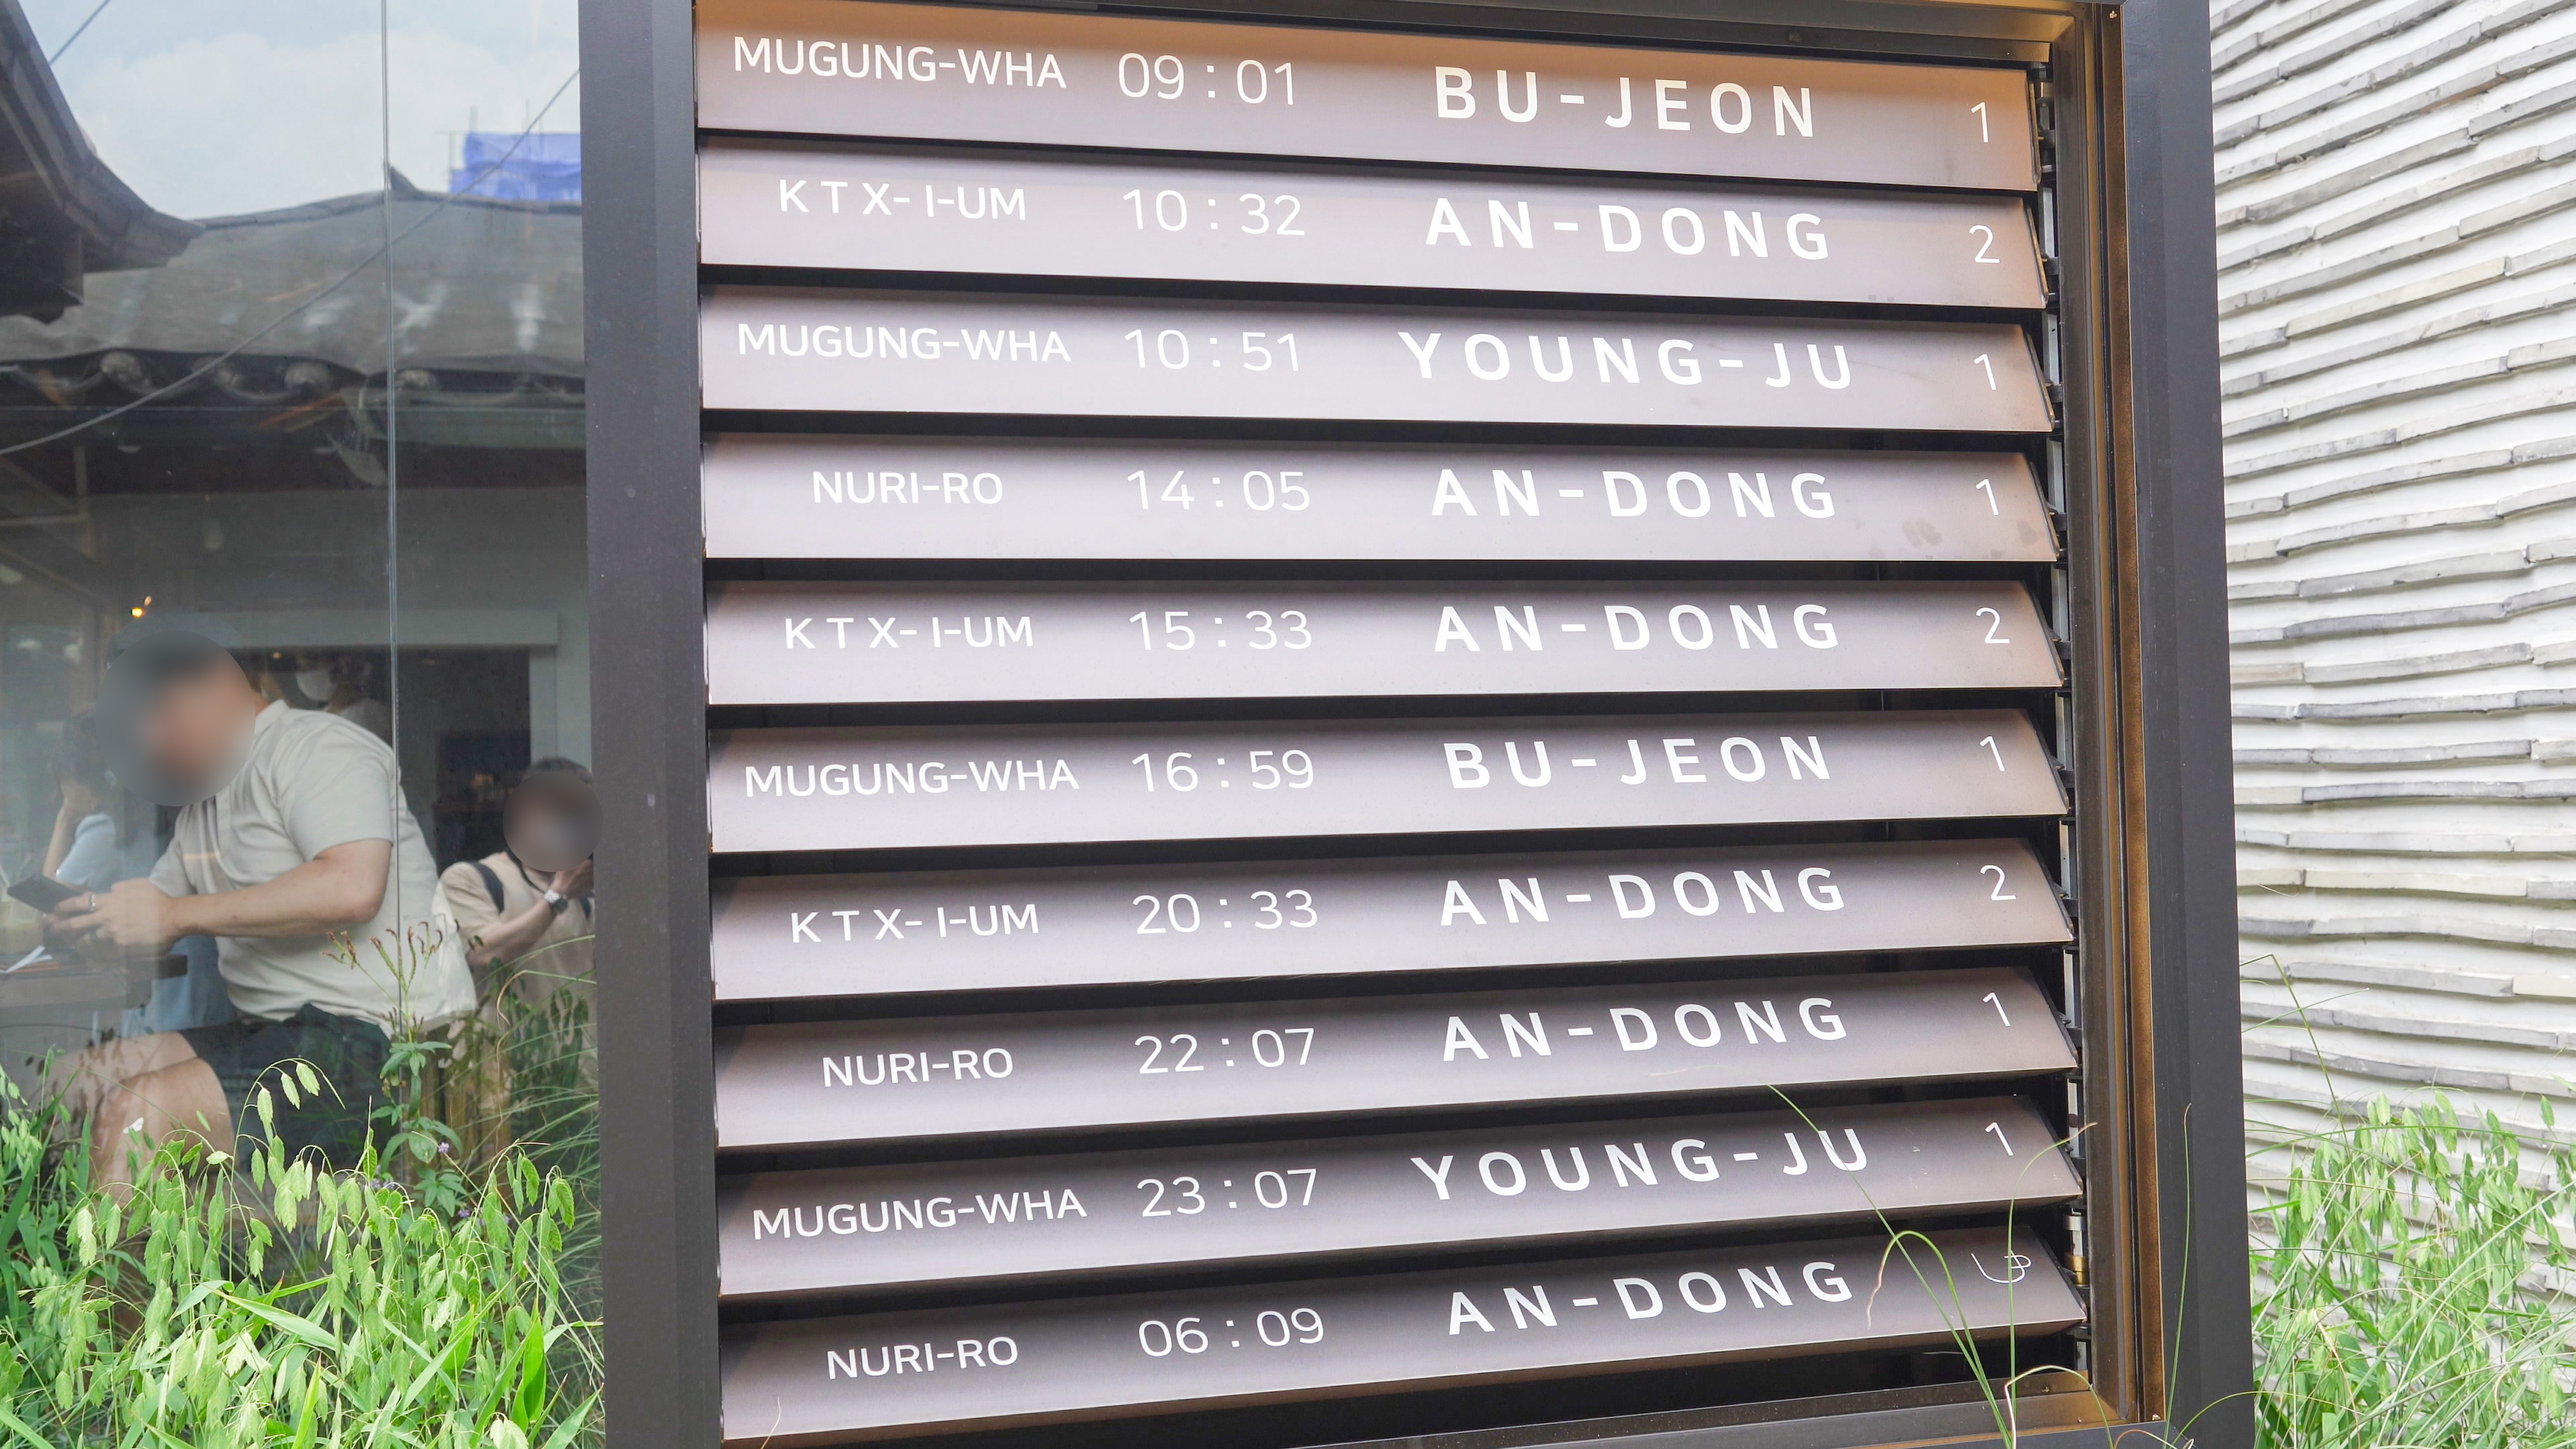 MUGUNG-WHA 09 : 01 BU-JEON 1
KTX-I-UM 10 : 32 AN-DONG 2
MUGUNG-WHA 10 : 51 YOUNG-JU 1
NURI-RO 14 : 05 AN-DONG 1
KTX-I-UM 15 : 33 AN-DONG 2
MUGUNG-WHA 16 : 59 BU-JEON 1
KTX-I-UM 20 : 33 AN-DONG 2
NURI-RO 22 : 07 AN-DONG 1
MUGUNG-WHA 23 : 07 YOUNG-JU 1
NURI-RO 06 : 09 AN-DONG